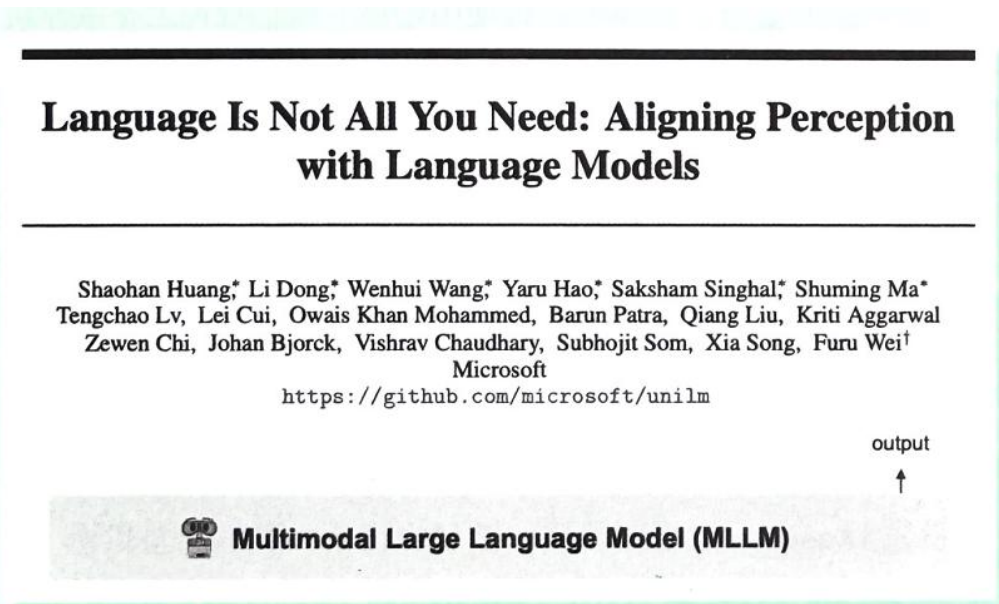 Language Is Not All You Need: Aligning Perception
with Language Models
Shaohan Huang,* Li Dong,* Wenhui Wang,* Yaru Hao,* Saksham Singhal,* Shuming Ma*
Tengchao Lv, Lei Cui, Owais Khan Mohammed, Barun Patra, Qiang Liu, Kriti Aggarwal
Zewen Chi, Johan Bjorck, Vishrav Chaudhary, Subhojit Som, Xia Song, Furu Wei†
Microsoft
https://github.com/microsoft/unilm
output
Multimodal Large Language Model (MLLM)